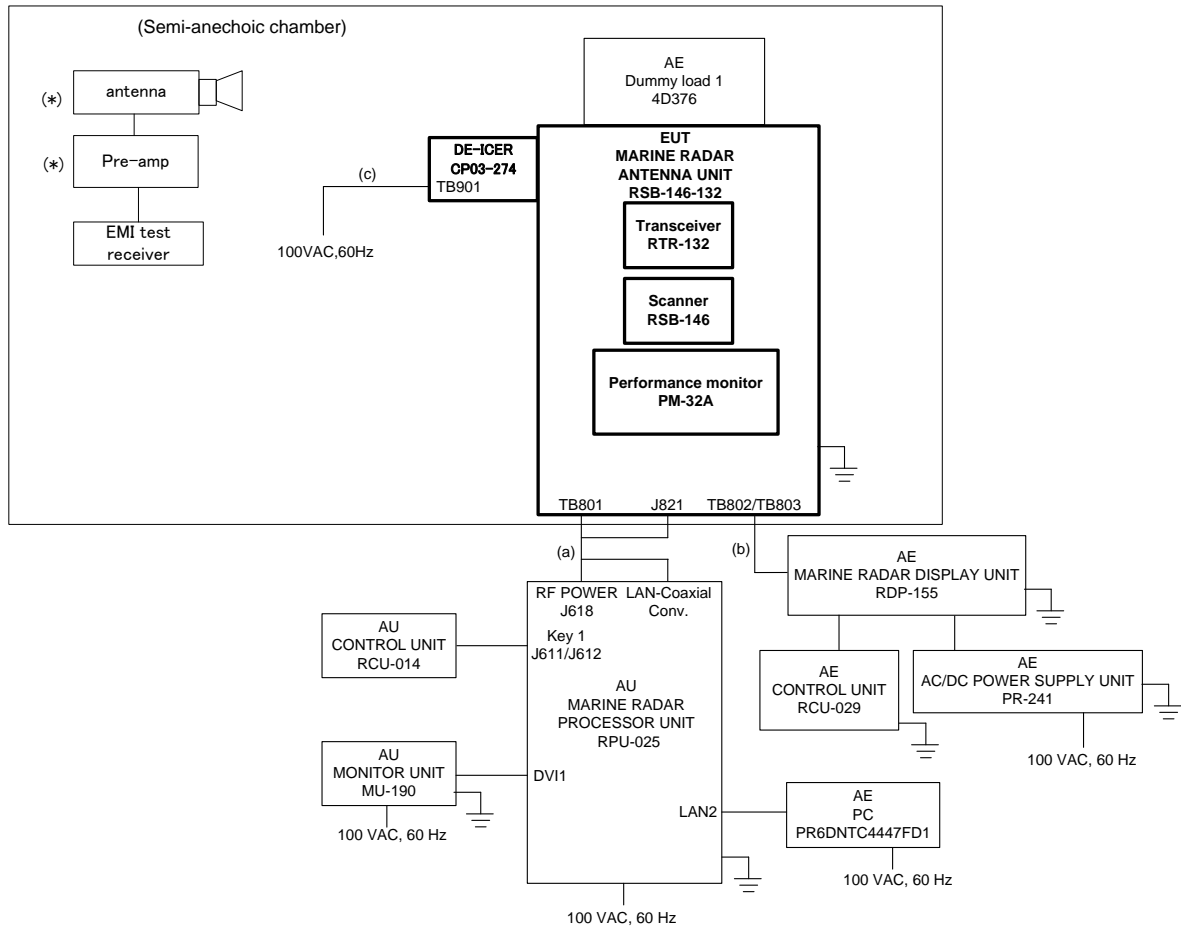 (Semi-anechoic chamber)
(*)
antenna
(*)
Pre-amp
EMI test
receiver
AE
Dummy load 1
4D376
DE-ICER
CP03-274
TB901
(c)
100VAC,60Hz
EUT
MARINE RADAR
ANTENNA UNIT
RSB-146-132
Transceiver
RTR-132
Scanner
RSB-146
Performance monitor
PM-32A
TB801
J821
TB802/TB803
(a)
(b)
AE
MARINE RADAR DISPLAY UNIT
RDP-155
RF POWER
J618
LAN-Coaxial
Conv.
AU
CONTROL UNIT
RCU-014
Key 1
J611/J612
AE
CONTROL UNIT
RCU-029
AE
AC/DC POWER SUPPLY UNIT
PR-241
100 VAC, 60 Hz
AU
MARINE RADAR
PROCESSOR UNIT
RPU-025
AU
MONITOR UNIT
MU-190
100 VAC, 60 Hz
DVI1
LAN2
AE
PC
PR6DNTC4447FD1
100 VAC, 60 Hz
100 VAC, 60 Hz